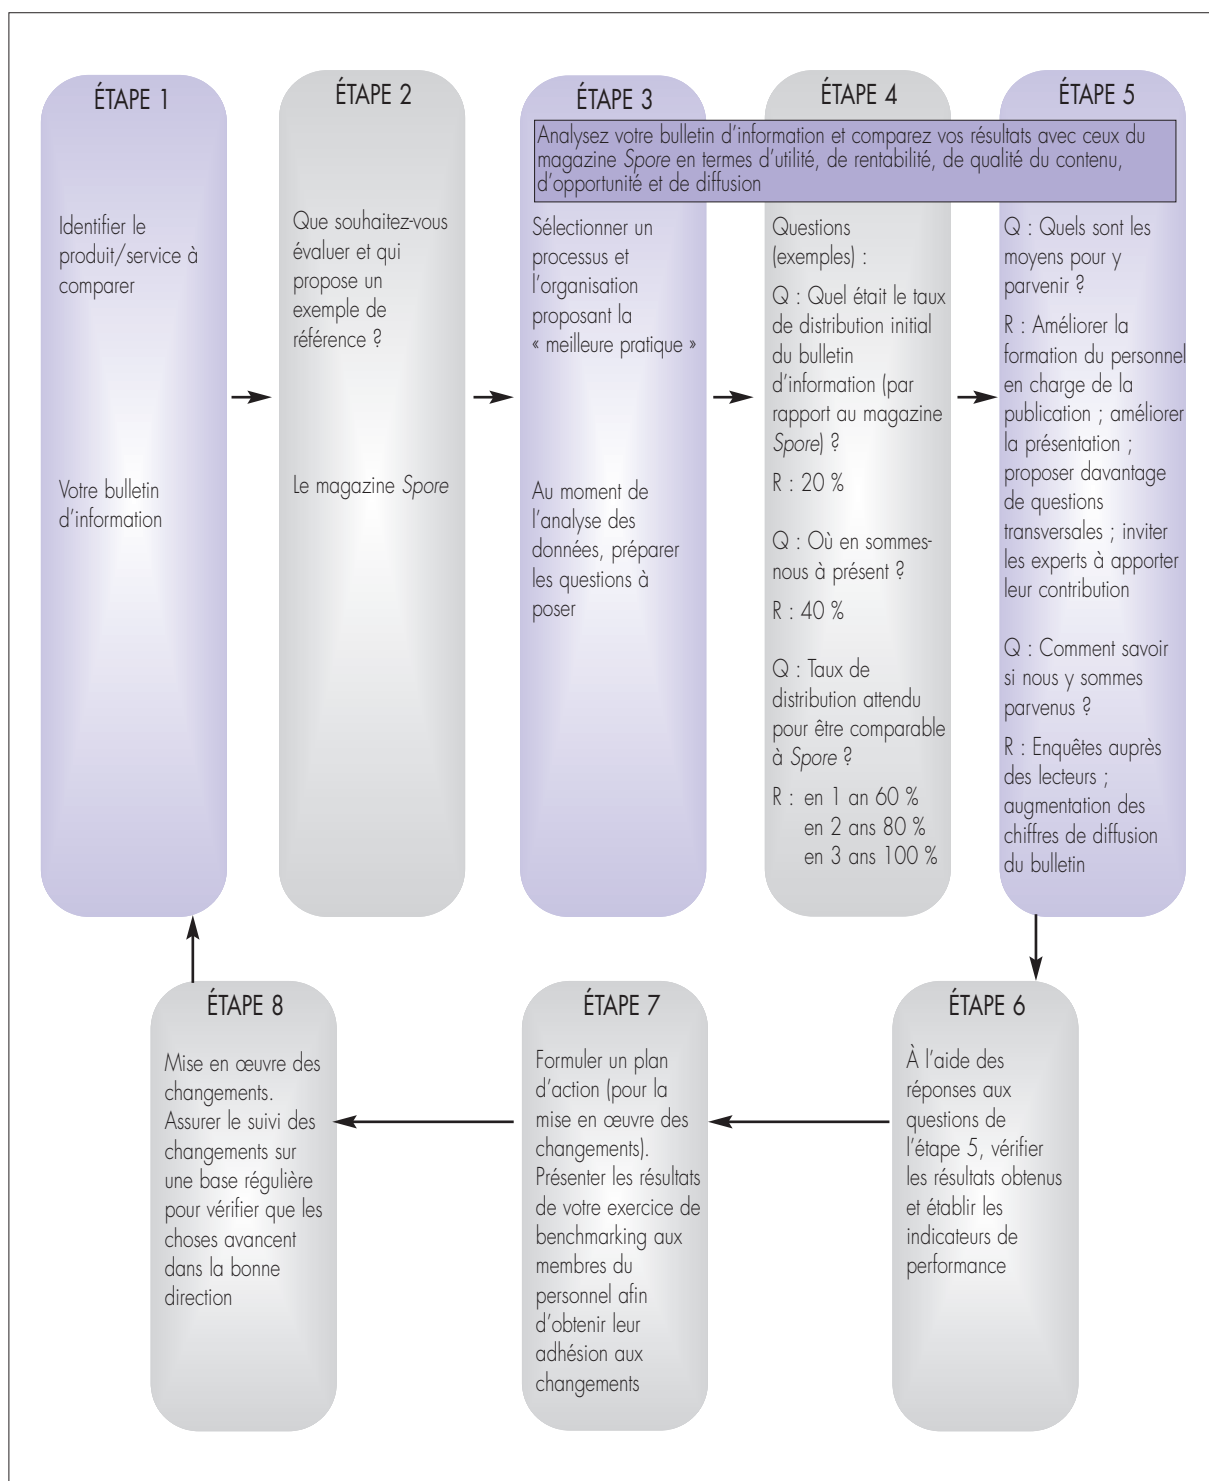 ÉTAPE 1
Identifier le
produit/service à
comparer
Votre bulletin
d'information
ÉTAPE 2
Que souhaitez-vous
évaluer et qui
propose un
exemple de
référence ?
Le magazine Spore
ÉTAPE 3
ÉTAPE 4
ÉTAPE 5
Analysez votre bulletin d'information et comparez vos résultats avec ceux du
magazine Spore en termes d'utilité, de rentabilité, de qualité du contenu,
d'opportunité et de diffusion
Sélectionner un
processus et
l'organisation
proposant la
« meilleure pratique »
Au moment de
l'analyse des
données, préparer
les questions à
poser
Questions
(exemples) :
Q : Quel était le taux
de distribution initial
du bulletin
d'information (par
rapport au magazine
Spore) ?
R : 20 %
Q : Où en sommes-
nous à présent ?
R : 40 %
Q : Taux de
distribution attendu
pour être comparable
à Spore ?
R : en 1 an 60 %
en 2 ans 80 %
en 3 ans 100 %
Q : Quels sont les
moyens pour y
parvenir ?
R : Améliorer la
formation du personnel
en charge de la
publication ; améliorer
la présentation ;
proposer davantage
de questions
transversales ; inviter
les experts à apporter
leur contribution
Q : Comment savoir
si nous y sommes
parvenus ?
R : Enquêtes auprès
des lecteurs ;
augmentation des
chiffres de diffusion
du bulletin
ÉTAPE 6
À l'aide des
réponses aux
questions de
l'étape 5, vérifier
les résultats obtenus
et établir les
indicateurs de
performance
ÉTAPE 7
Formuler un plan
d'action (pour la
mise en œuvre des
changements).
Présenter les résultats
de votre exercice de
benchmarking aux
membres du
personnel afin
d'obtenir leur
adhésion aux
changements
ÉTAPE 8
Mise en œuvre des
changements.
Assurer le suivi des
changements sur
une base régulière
pour vérifier que les
choses avancent
dans la bonne
direction